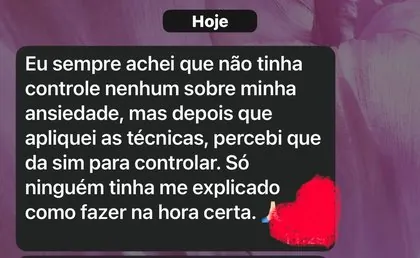 Hoje
Eu sempre achei que não tinha
controle nenhum sobre minha
ansiedade, mas depois que
apliquei as técnicas, percebi que
da sim para controlar. Só
ninguém tinha me explicado
como fazer na hora certa.